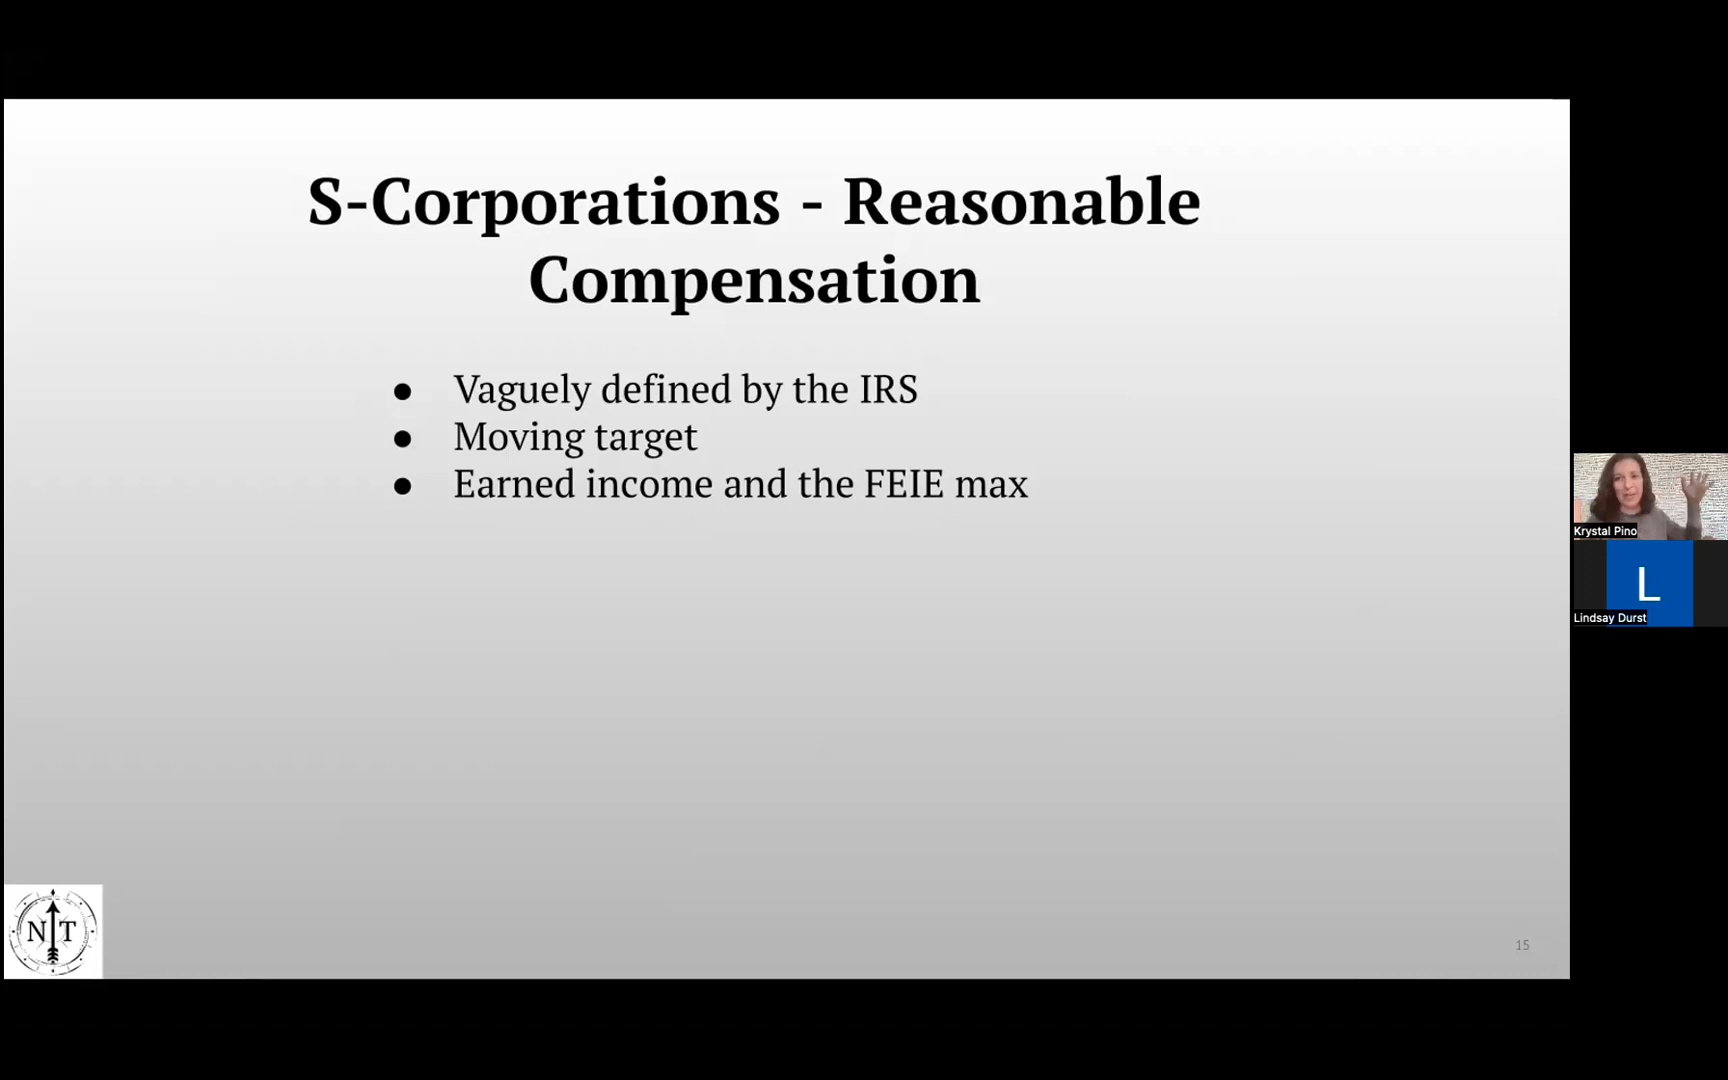 S-Corporations - Reasonable
Compensation
● Vaguely defined by the IRS
● Moving target
● Earned income and the FEIE max
Krystal Pino
L
Lindsay Durst
N T
15